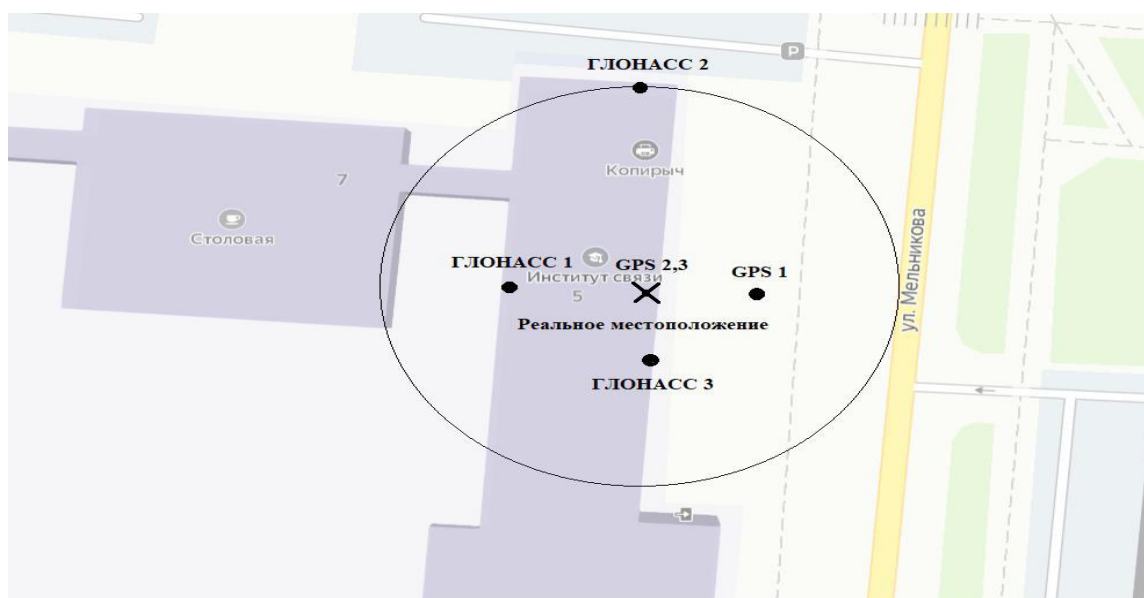 P
ГЛОНАСС 2
Копирыч
7
Столовая
ул. Мельникова
ГЛОНАСС 1
GPS 2,3
GPS 1
Институт связи
5
Реальное местоположение
ГЛОНАСС 3